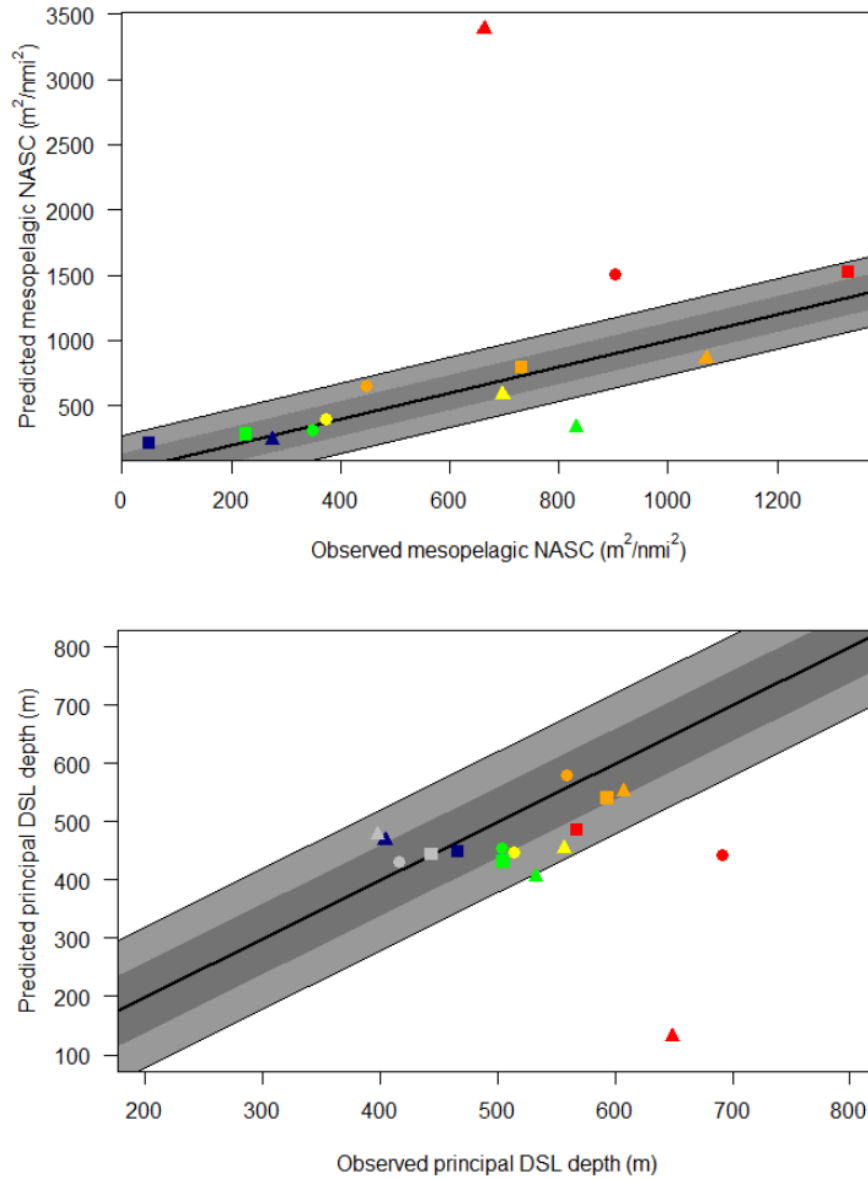 3500
3000
2500
2000
1500
1000
500
Predicted mesopelagic NASC (m²/nmi²)
0 200 400 600 800 1000 1200
Observed mesopelagic NASC (m²/nmi²)
800
700
600
500
400
300
200
100
Predicted principal DSL depth (m)
200 300 400 500 600 700 800
Observed principal DSL depth (m)